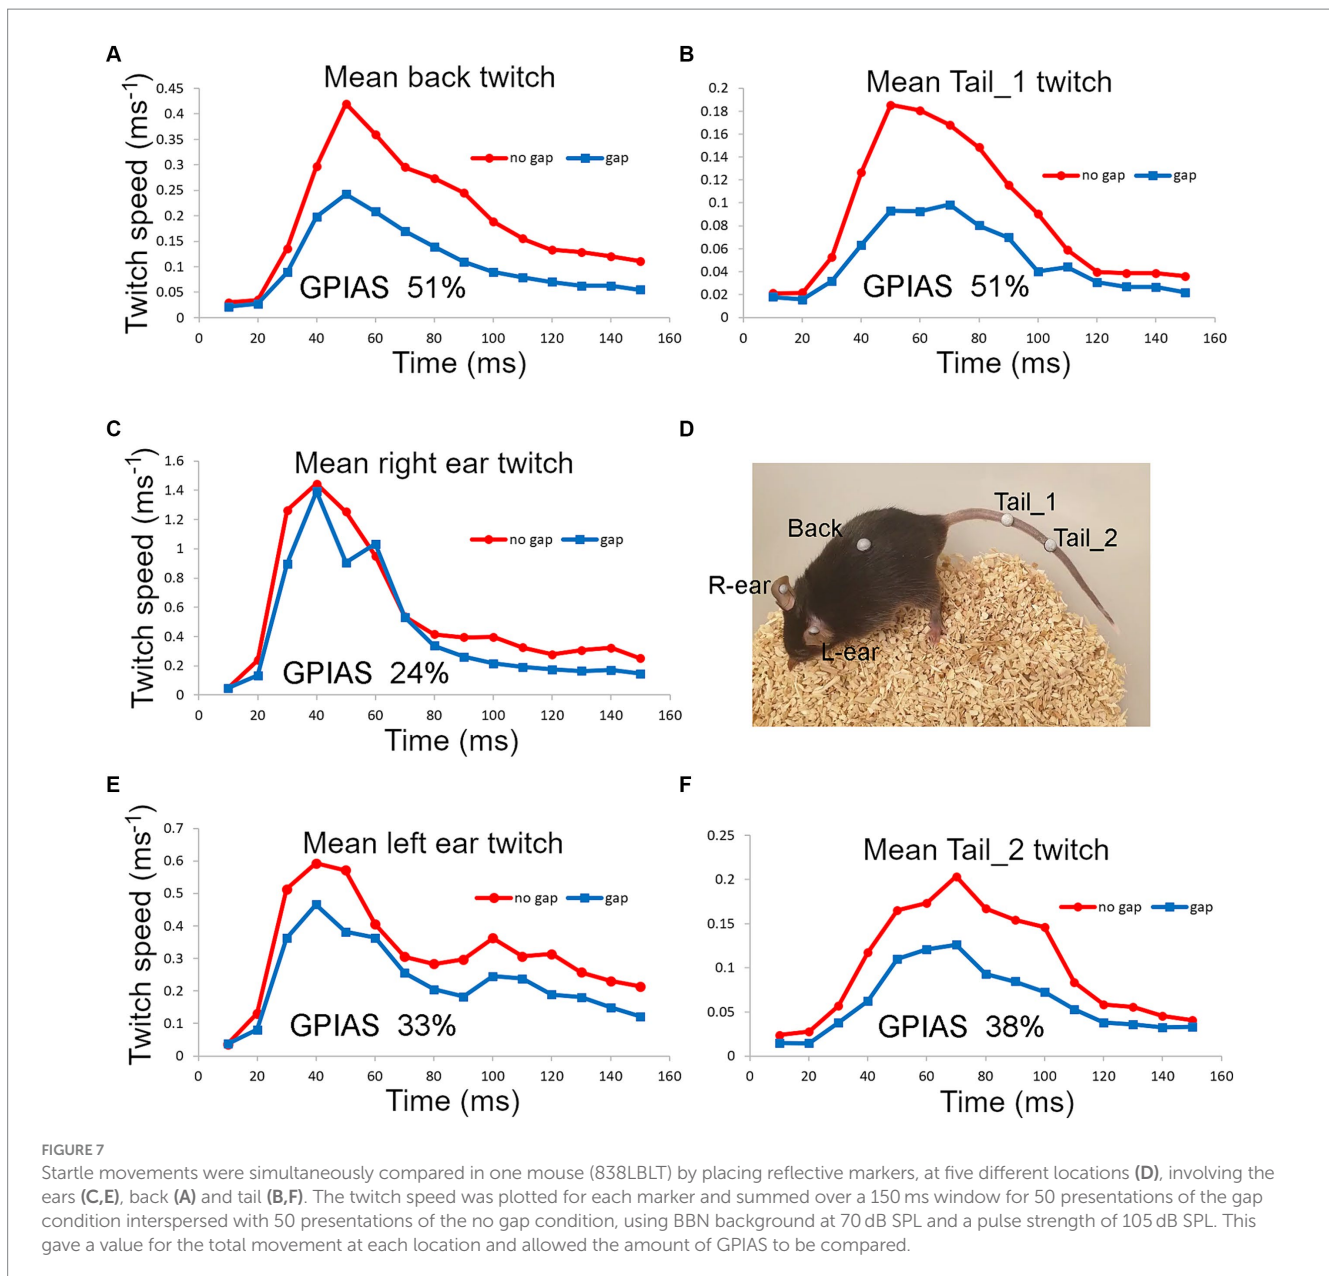 A
Mean back twitch
Twitch speed (ms-1)
0.45
0.4
0.35
0.3
0.25
0.2
0.15
0.1
0.05
0
no gap
gap
GPIAS 51%
0 20 40 60 80 100 120 140 160
Time (ms)
B
Mean Tail_1 twitch
0.2
0.18
0.16
0.14
0.12
0.1
0.08
0.06
0.04
0.02
0
no gap
gap
GPIAS 51%
0 20 40 60 80 100 120 140 160
Time (ms)
C
Mean right ear twitch
Twitch speed (ms-1)
1.6
1.4
1.2
1
0.8
0.6
0.4
0.2
0
no gap
gap
GPIAS 24%
0 20 40 60 80 100 120 140 160
Time (ms)
D
Tail_1
Back
Tail_2
R-ear
L-ear
E
Mean left ear twitch
Twitch speed (ms-1)
0.7
0.6
0.5
0.4
0.3
0.2
0.1
0
no gap
gap
GPIAS 33%
0 20 40 60 80 100 120 140 160
Time (ms)
F
Mean Tail_2 twitch
0.25
0.2
0.15
0.1
0.05
0
no gap
gap
GPIAS 38%
0 20 40 60 80 100 120 140 160
Time (ms)
FIGURE 7
Startle movements were simultaneously compared in one mouse (838LBLT) by placing reflective markers, at five different locations (D), involving the
ears (C,E), back (A) and tail (B,F). The twitch speed was plotted for each marker and summed over a 150 ms window for 50 presentations of the gap
condition interspersed with 50 presentations of the no gap condition, using BBN background at 70 dB SPL and a pulse strength of 105 dB SPL. This
gave a value for the total movement at each location and allowed the amount of GPIAS to be compared.